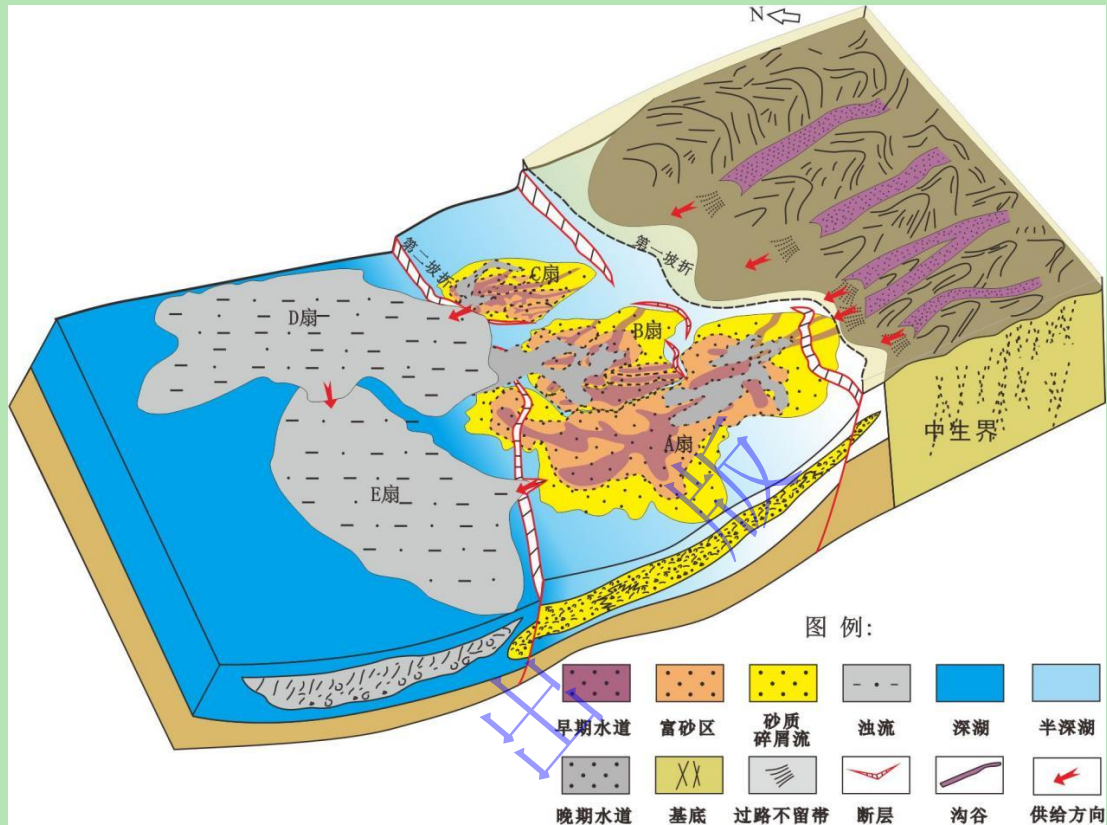 N
第一坡折
第二坡折
C扇
D扇
B扇
A扇
E扇
中生界
出版
图 例:
早期水道
富砂区
砂质
碎屑流
浊流
深湖
半深湖
晚期水道
基底
过路不留带
断层
沟谷
供给方向